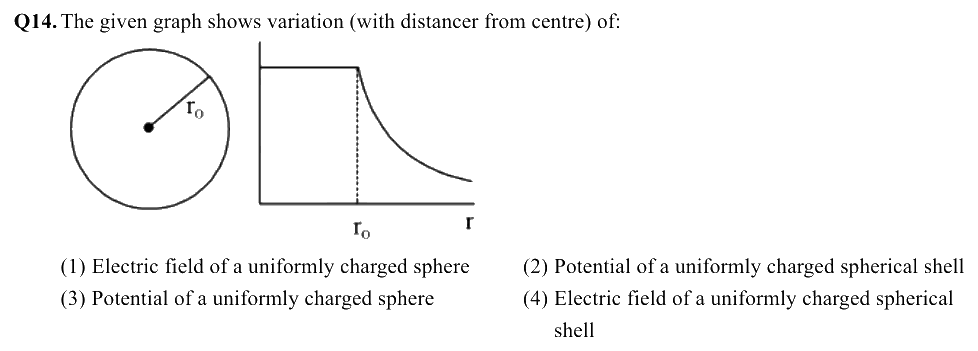 Q14. The given graph shows variation (with distancer from centre) of:
r₀
r₀
r
(1) Electric field of a uniformly charged sphere
(2) Potential of a uniformly charged spherical shell
(3) Potential of a uniformly charged sphere
(4) Electric field of a uniformly charged spherical
shell